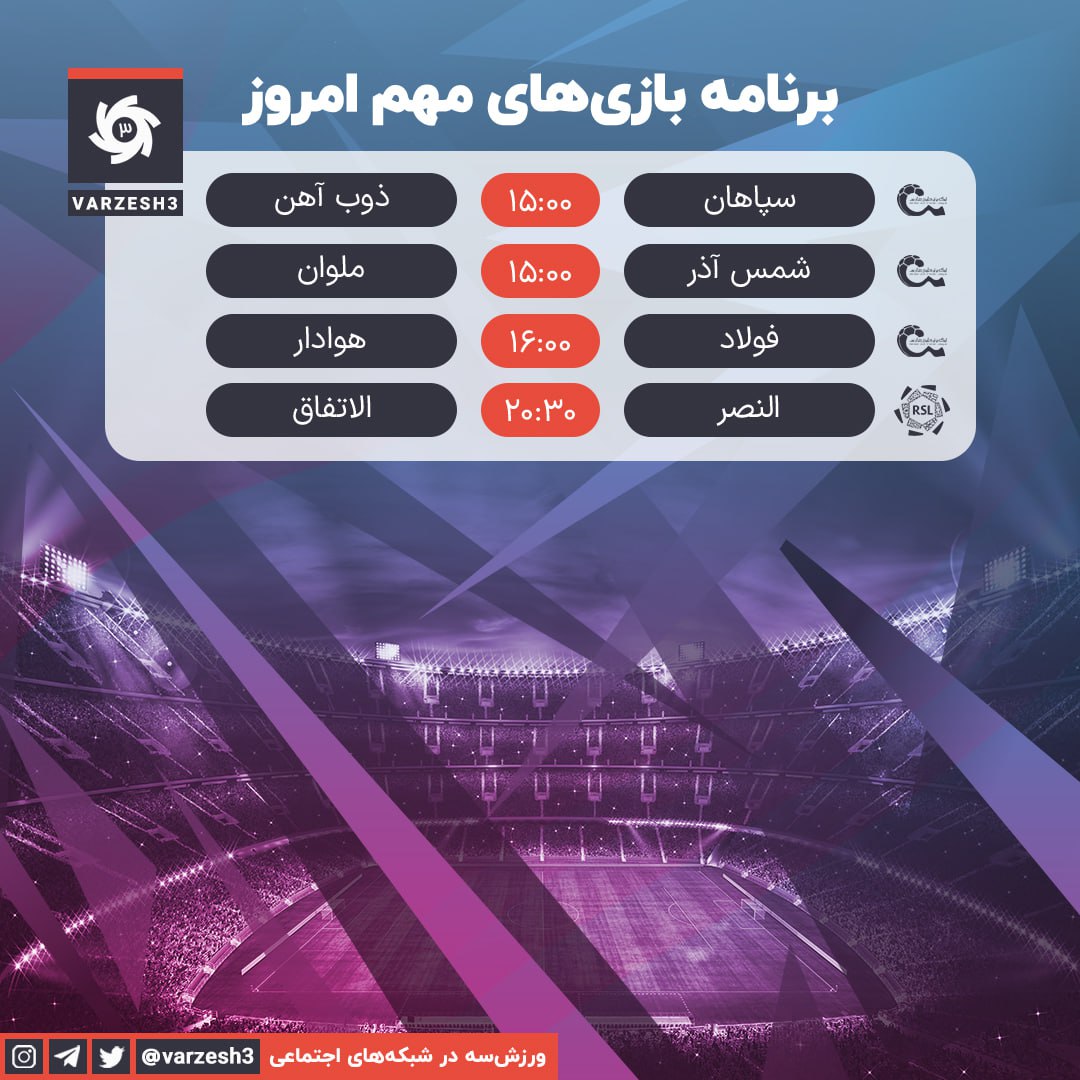 برنامه بازی‌های مهم امروز
۳
VARZESH3
سپاهان ۱۵:۰۰ ذوب آهن
شمس آذر ۱۵:۰۰ ملوان
فولاد ۱۶:۰۰ هوادار
RSL النصر ۲۰:۳۰ الاتفاق
ورزش‌سه در شبکه‌های اجتماعی @varzesh3